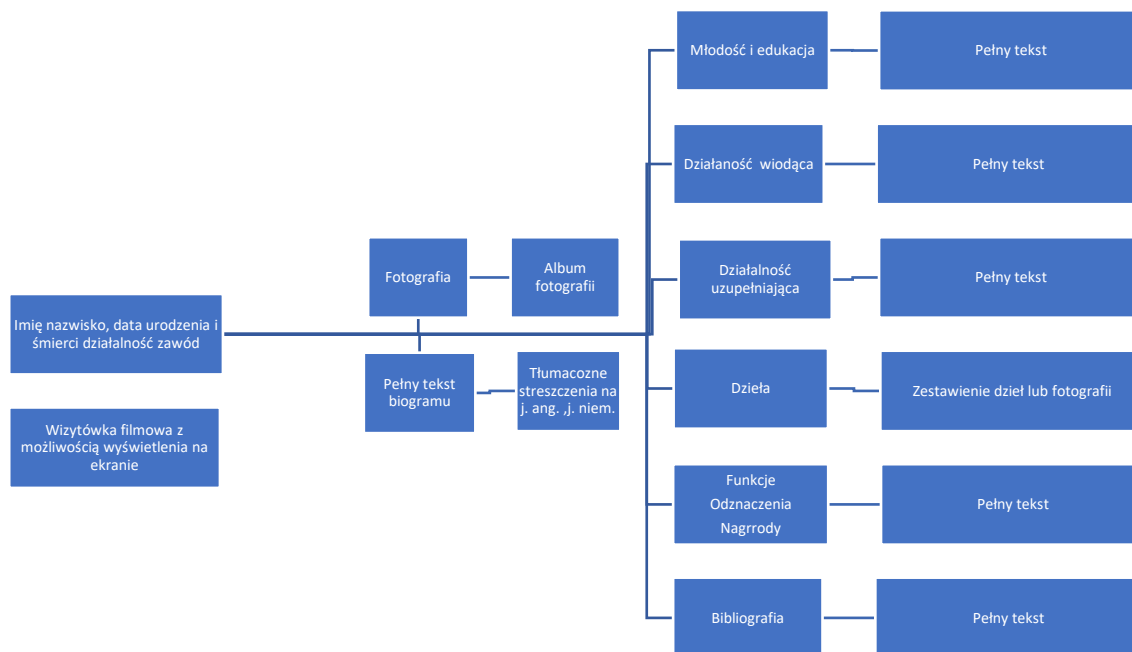 Młodość i edukacja
Pełny tekst
Działaność wiodąca
Pełny tekst
Fotografia
Album
fotografii
Działalność
uzupełniająca
Pełny tekst
Imię nazwisko, data urodzenia i
śmierci działalność zawód
Pełny tekst
biogramu
Tłumacozne
streszczenia na
j. ang. ,j. niem.
Dzieła
Zestawienie dzieł lub fotografii
Wizytówka filmowa z
możliwością wyświetlenia na
ekranie
Funkcje
Odznaczenia
Nagrrody
Pełny tekst
Bibliografia
Pełny tekst